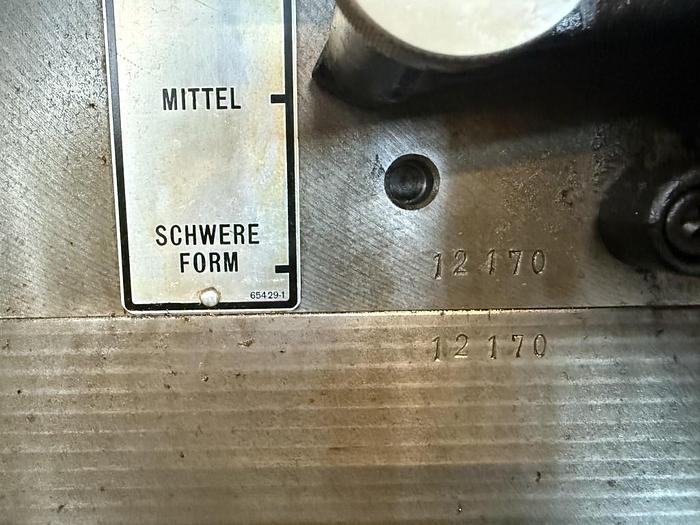 MITTEL
SCHWERE
FORM
65429-1
12170
12170